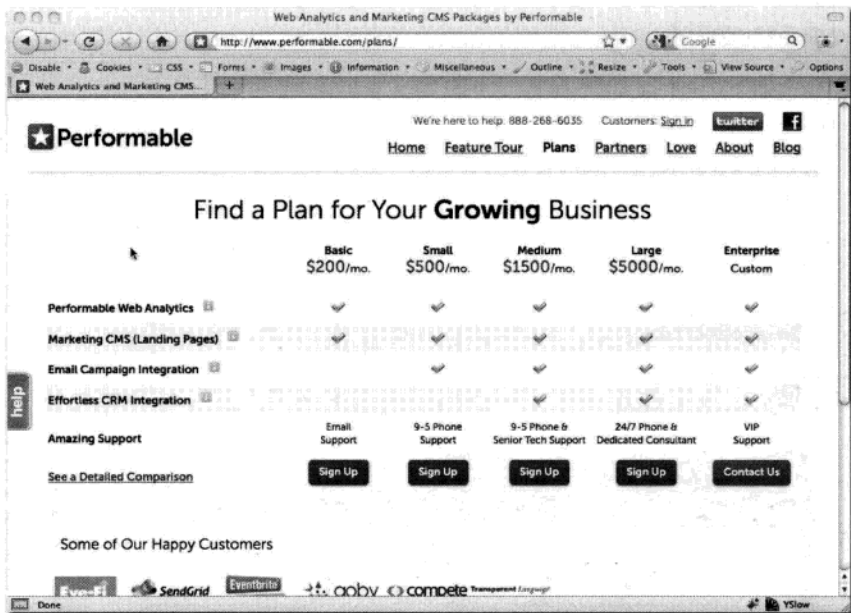 Web Analytics and Marketing CMS Packages by Performable
http://www.performable.com/plans/
Google
Disable Cookies CSS Forms Images Information Miscellaneous Outline Resize Tools View Source Options
Web Analytics and Marketing CMS...
We're here to help. 888-268-6035 Customers: Sign in twitter f
Performable
Home Feature Tour Plans Partners Love About Blog
Find a Plan for Your Growing Business
Basic Small Medium Large Enterprise
$200/mo. $500/mo. $1500/mo. $5000/mo. Custom
Performable Web Analytics
Marketing CMS (Landing Pages)
Email Campaign Integration
help
Effortless CRM Integration
Email 9-5 Phone 9-5 Phone & 24/7 Phone & VIP
Amazing Support
Support Support Senior Tech Support Dedicated Consultant Support
See a Detailed Comparison
Sign Up Sign Up Sign Up Sign Up Contact Us
Some of Our Happy Customers
Eye-Fi SendGrid Eventbrite goby compete Transparent Language
Done YSlow